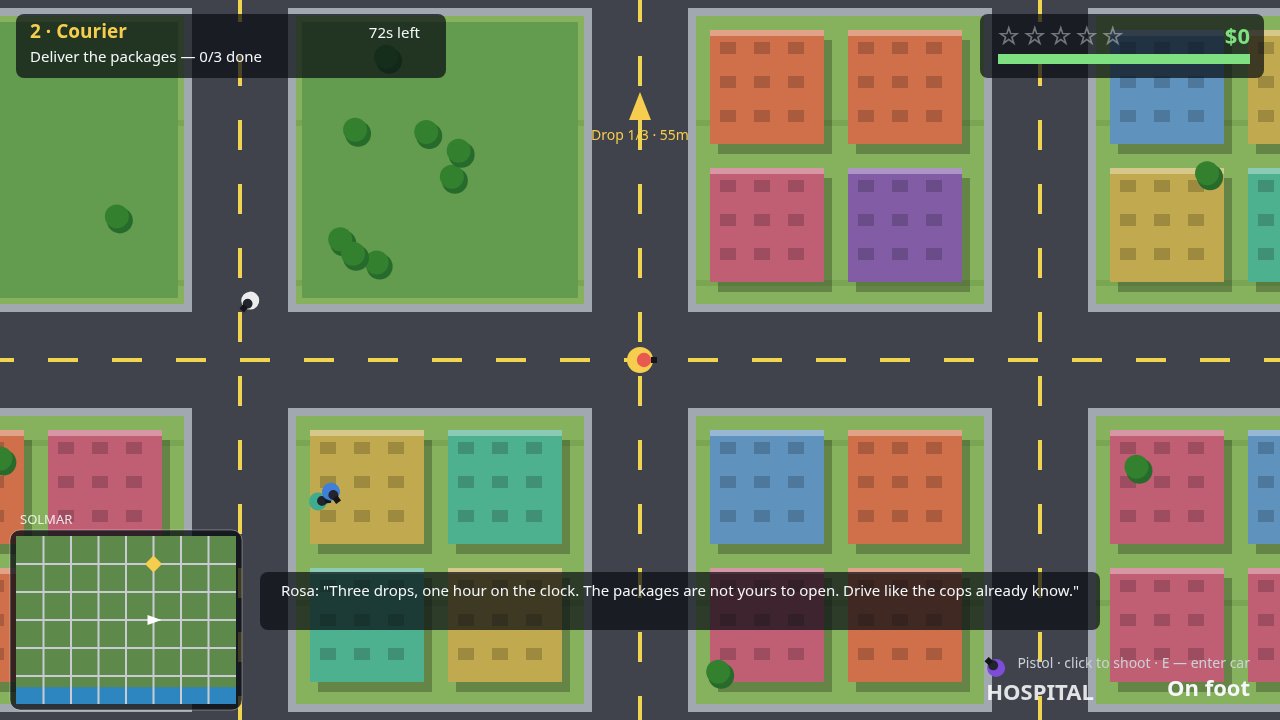 2 · Courier
72s left
Deliver the packages — 0/3 done
$0
Drop 1/3 · 55m
SOLMAR
Rosa: "Three drops, one hour on the clock. The packages are not yours to open. Drive like the cops already know."
Pistol · click to shoot · E — enter car
HOSPITAL
On foot